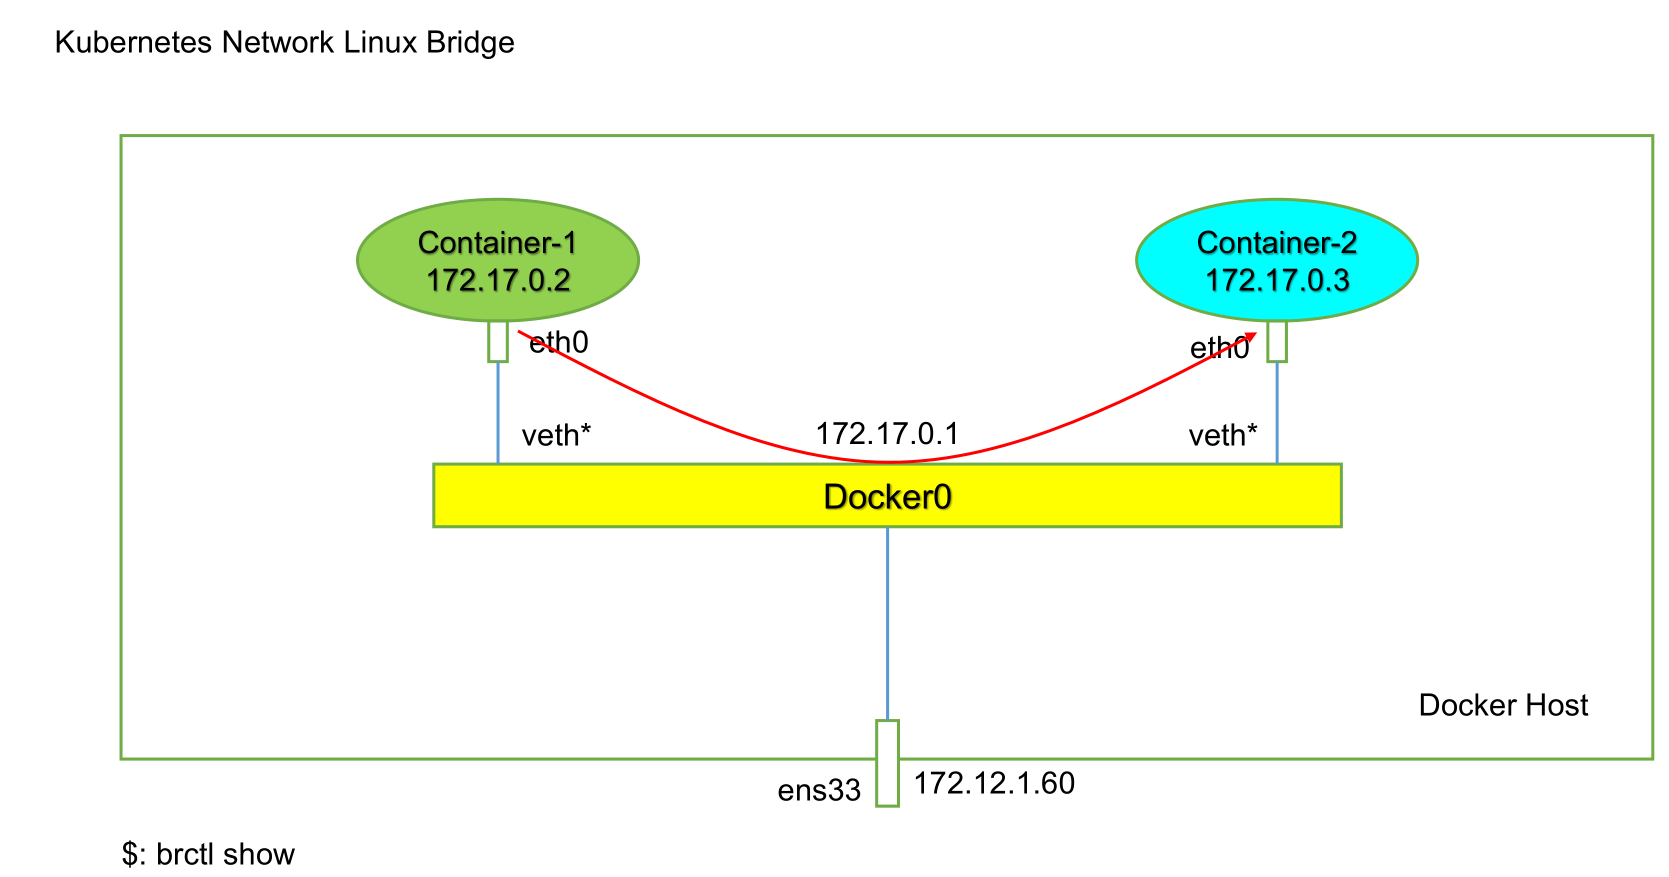 Kubernetes Network Linux Bridge
Container-1
172.17.0.2
Container-2
172.17.0.3
eth0
eth0
veth*
172.17.0.1
veth*
Docker0
Docker Host
ens33
172.12.1.60
$: brctl show